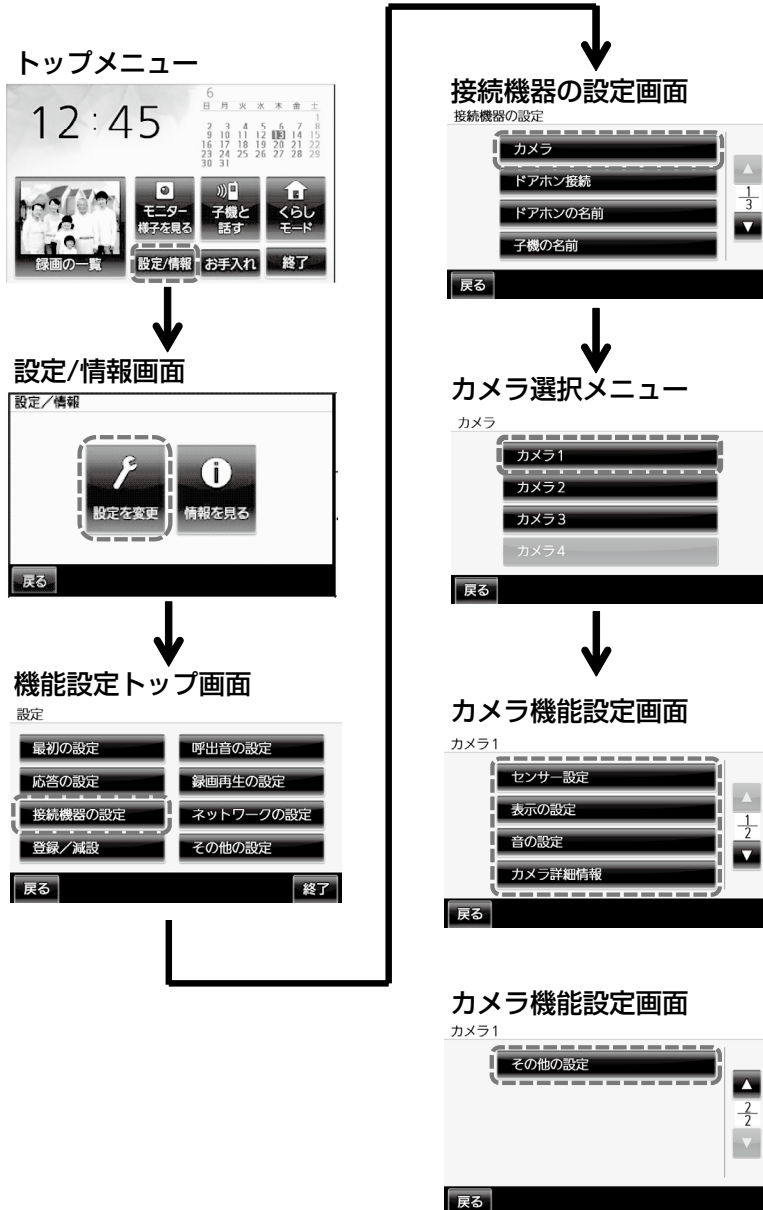 トップメニュー
12:45
6
日 月 火 水 木 金 土
1
2 3 4 5 6 7 8
9 10 11 12 13 14 15
16 17 18 19 20 21 22
23 24 25 26 27 28 29
30 31
モニター
様子を見る
子機と
話す
くらし
モード
録画の一覧
設定/情報
お手入れ
終了
設定/情報画面
設定／情報
設定を変更
情報を見る
戻る
機能設定トップ画面
設定
最初の設定
呼出音の設定
応答の設定
録画再生の設定
接続機器の設定
ネットワークの設定
登録／減設
その他の設定
戻る
終了
接続機器の設定画面
接続機器の設定
カメラ
ドアホン接続
ドアホンの名前
子機の名前
▲
1
3
▼
戻る
カメラ選択メニュー
カメラ
カメラ1
カメラ2
カメラ3
カメラ4
戻る
カメラ機能設定画面
カメラ1
センサー設定
表示の設定
音の設定
カメラ詳細情報
▲
1
2
▼
戻る
カメラ機能設定画面
カメラ1
その他の設定
▲
2
2
▼
戻る